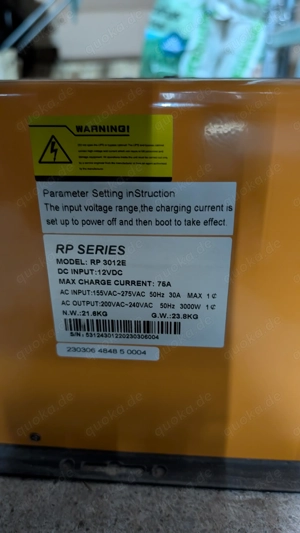 WARNING!
Parameter Setting inStruction
The input voltage range,the charging current is
set up to power off and then boot to take effect.
RP SERIES
MODEL: RP 3012E
DC INPUT:12VDC
MAX CHARGE CURRENT: 75A
AC INPUT:155VAC~275VAC 50Hz 30A MAX 1¢
AC OUTPUT:200VAC~240VAC 50Hz 3000W 1¢
N.W.:21.6KG G.W.:23.8KG
S/N: 53124301220230306004
230306 4848 5 0004
quoka.de